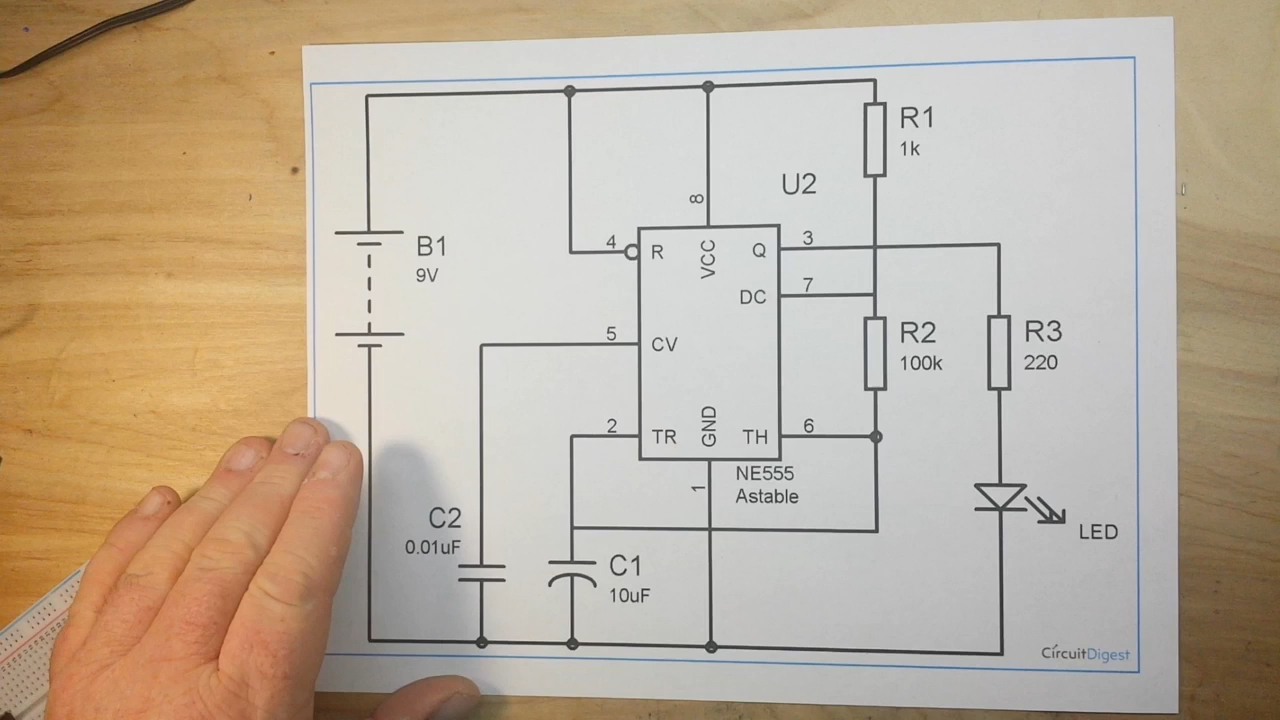 R1
1k
U2
8
4
R
VCC
Q
3
B1
9V
DC
7
5
CV
R2
100k
R3
220
2
TR
GND
TH
6
1
NE555
Astable
C2
0.01uF
LED
C1
10uF
CircuitDigest